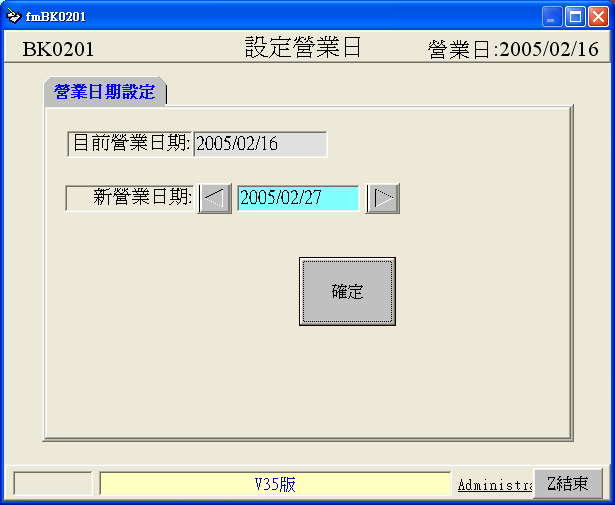 fmBK0201
BK0201 設定營業日 營業日:2005/02/16
營業日期設定
目前營業日期: 2005/02/16
新營業日期: 2005/02/27
確定
V35版 Administra Z結束